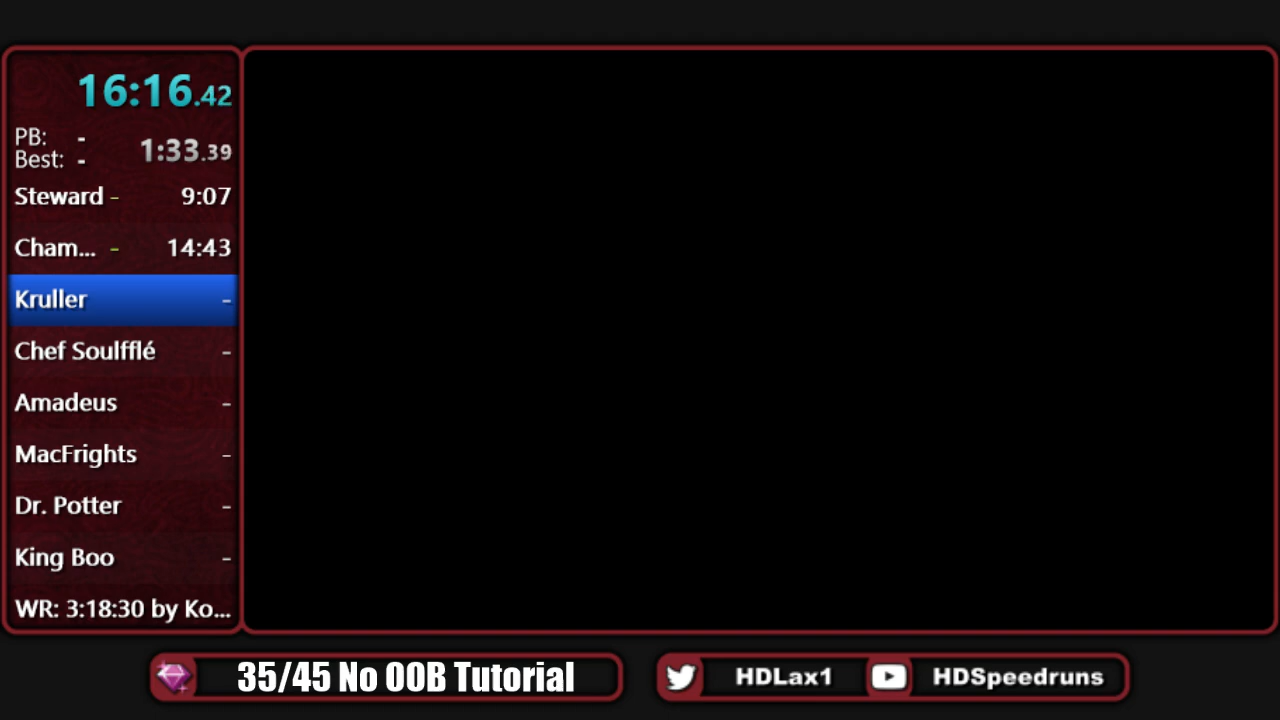 16:16.42
PB: -
Best: -
1:33.39
Steward - 9:07
Cham... - 14:43
Kruller -
Chef Soulfflé -
Amadeus -
MacFrights -
Dr. Potter -
King Boo -
WR: 3:18:30 by Ko...
35/45 No OOB Tutorial
HDLax1
HDSpeedruns